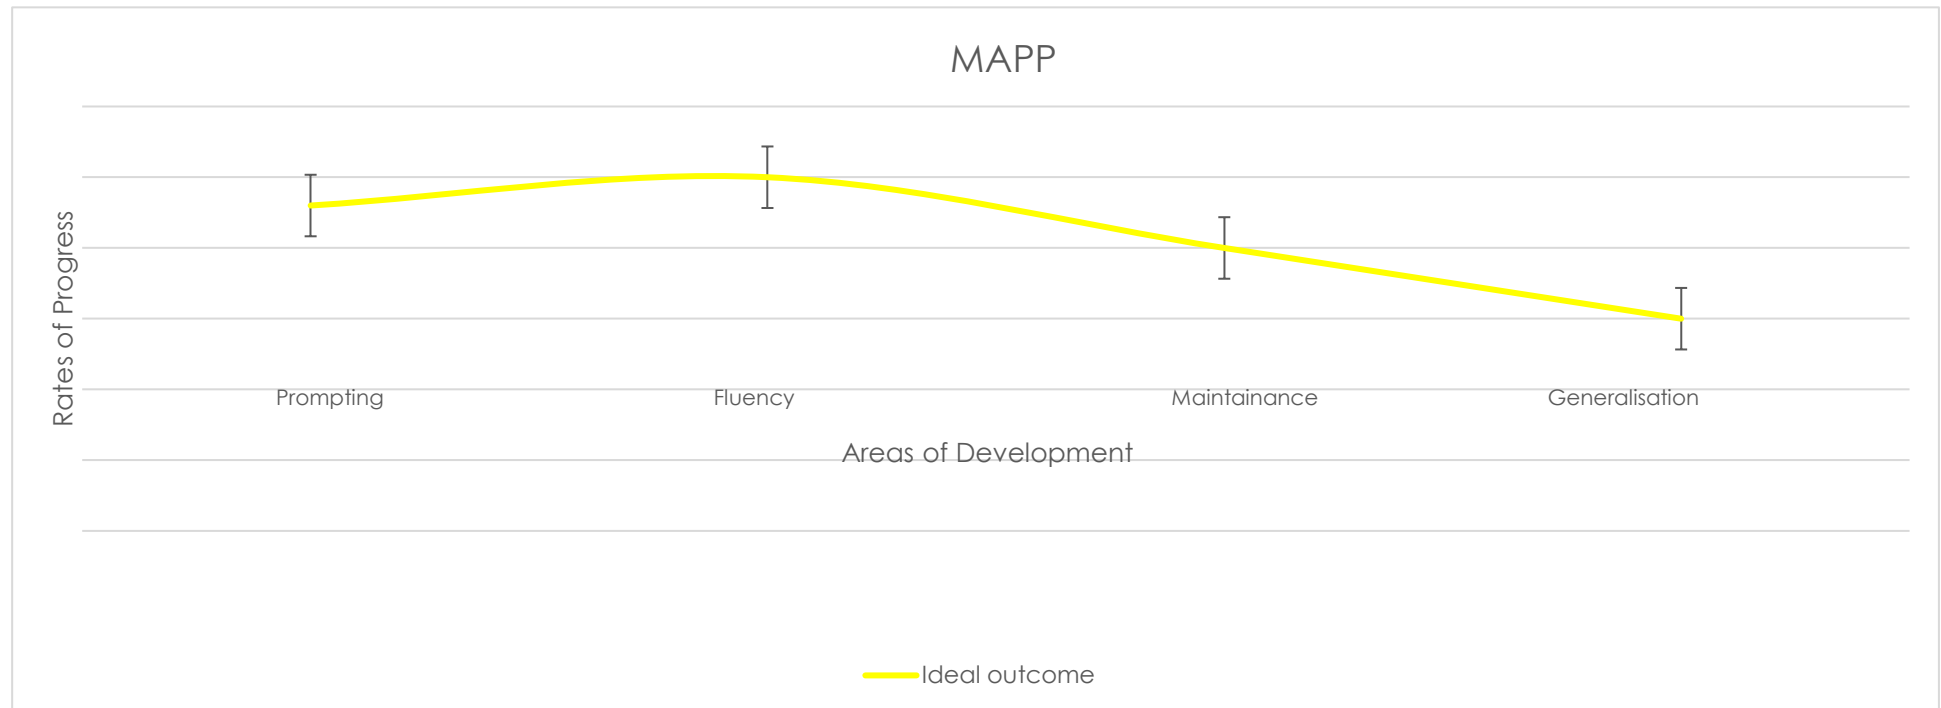 MAPP
Rates of Progress
Prompting
Fluency
Maintainance
Generalisation
Areas of Development
Ideal outcome